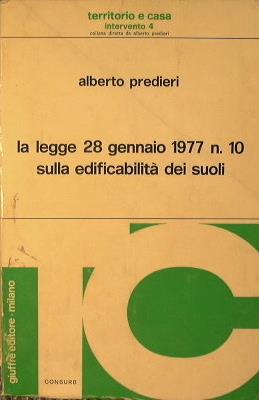 territorio e casa
intervento 4
collana diretta da alberto predieri
alberto predieri
la legge 28 gennaio 1977 n. 10
sulla edificabilità dei suoli
TC
giuffrè editore · milano
CONSURB